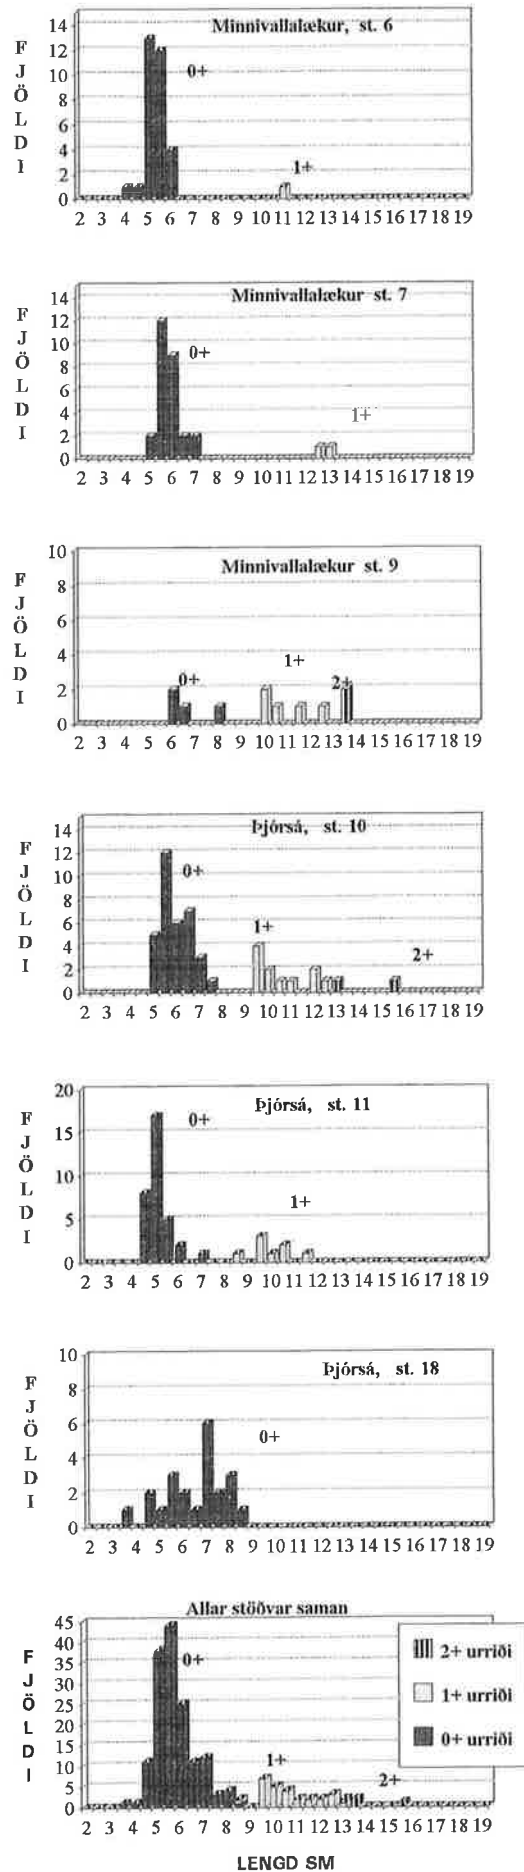 Minnivallalækur, st. 6
FJÖLDI
14
12
10
8
6
4
2
0
0+
1+
2 3 4 5 6 7 8 9 10 11 12 13 14 15 16 17 18 19
Minnivallalækur st. 7
FJÖLDI
14
12
10
8
6
4
2
0
0+
1+
2 3 4 5 6 7 8 9 10 11 12 13 14 15 16 17 18 19
Minnivallalækur st. 9
FJÖLDI
10
8
6
4
2
0
0+
1+
2+
2 3 4 5 6 7 8 9 10 11 12 13 14 15 16 17 18 19
Þjórsá, st. 10
FJÖLDI
14
12
10
8
6
4
2
0
0+
1+
2+
2 3 4 5 6 7 8 9 10 11 12 13 14 15 16 17 18 19
Þjórsá, st. 11
FJÖLDI
20
15
10
5
0
0+
1+
2 3 4 5 6 7 8 9 10 11 12 13 14 15 16 17 18 19
Þjórsá, st. 18
FJÖLDI
10
8
6
4
2
0
0+
2 3 4 5 6 7 8 9 10 11 12 13 14 15 16 17 18 19
Allar stöðvar saman
FJÖLDI
45
40
35
30
25
20
15
10
5
0
0+
1+
2+
2+ urriði
1+ urriði
0+ urriði
2 3 4 5 6 7 8 9 10 11 12 13 14 15 16 17 18 19
LENGD SM